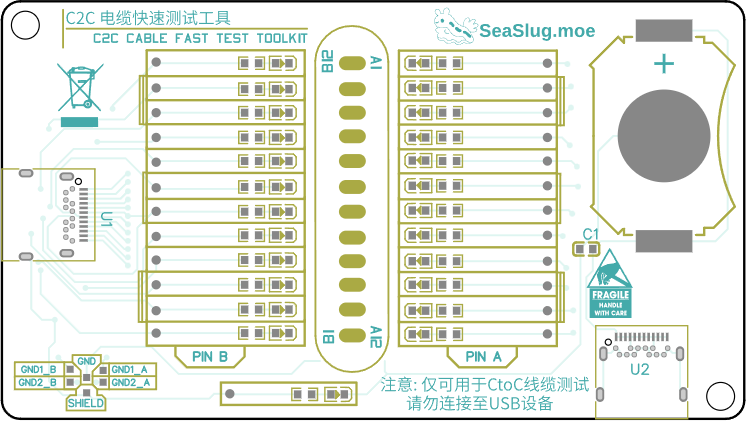 C2C 电缆快速测试工具
C2C CABLE FAST TEST TOOLKIT
SeaSlug.moe
B12
A1
+
U1
C1
FRAGILE
HANDLE
WITH CARE
B1
A12
PIN B
PIN A
U2
GND
GND1_B
GND1_A
GND2_B
GND2_A
SHIELD
注意: 仅可用于CtoC线缆测试
请勿连接至USB设备